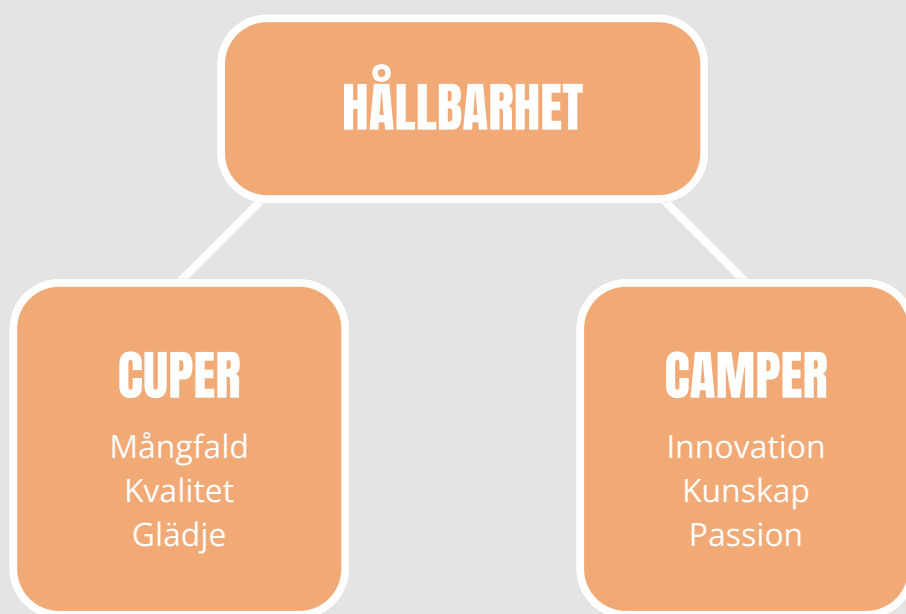 HÅLLBARHET
CUPER
Mångfald
Kvalitet
Glädje
CAMPER
Innovation
Kunskap
Passion